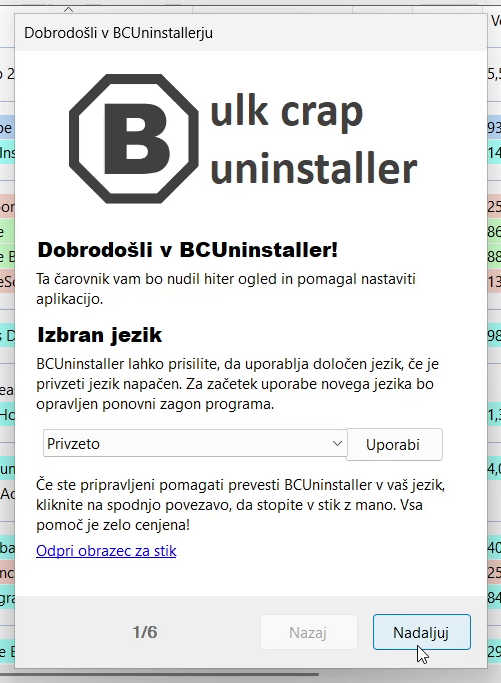 Dobrodošli v BCUninstallerju
B
ulk crap
uninstaller
Dobrodošli v BCUninstaller!
Ta čarovnik vam bo nudil hiter ogled in pomagal nastaviti
aplikacijo.
Izbran jezik
BCUninstaller lahko prisilite, da uporablja določen jezik, če je
privzeti jezik napačen. Za začetek uporabe novega jezika bo
opravljen ponovni zagon programa.
Privzeto
Uporabi
Če ste pripravljeni pomagati prevesti BCUninstaller v vaš jezik,
kliknite na spodnjo povezavo, da stopite v stik z mano. Vsa
pomoč je zelo cenjena!
Odpri obrazec za stik
1/6
Nazaj
Nadaljuj